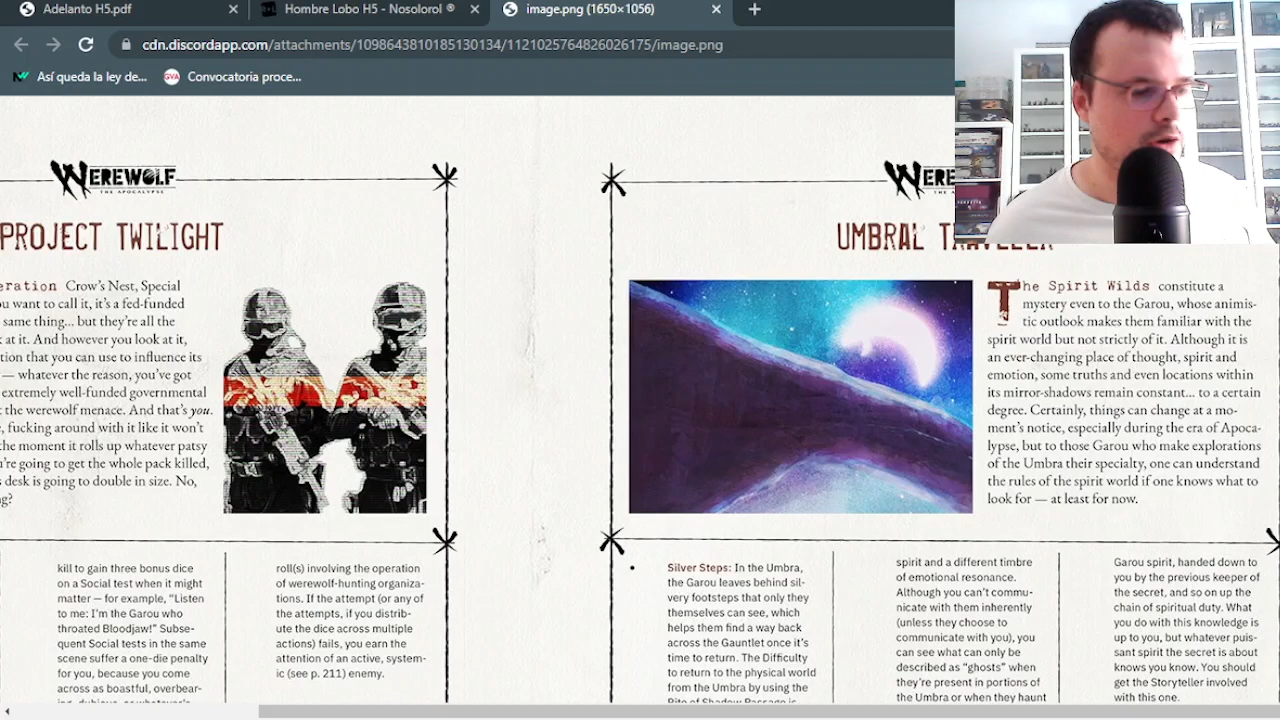 Adelanto H5.pdf
Hombre Lobo H5 - Nosolorol ®
image.png (1650×1056)
cdn.discordapp.com/attachments/1098643810185130134/1121025764826026175/image.png
Así queda la ley de...
GVA
Convocatoria proce...
WEREWOLF
THE APOCALYPSE
PROJECT TWILIGHT
eration Crow's Nest, Special
ou want to call it, it's a fed-funded
same thing... but they're all the
at it. And however you look at it,
tion that you can use to influence its
— whatever the reason, you've got
extremely well-funded governmental
t the werewolf menace. And that's you.
, fucking around with it like it won't
the moment it rolls up whatever patsy
u're going to get the whole pack killed,
s desk is going to double in size. No,
ng?
kill to gain three bonus dice
on a Social test when it might
matter — for example, "Listen
to me: I'm the Garou who
throated Bloodjaw!" Subse-
quent Social tests in the same
scene suffer a one-die penalty
for you, because you come
across as boastful, overbear-
roll(s) involving the operation
of werewolf-hunting organiza-
tions. If the attempt (or any of
the attempts, if you distrib-
ute the dice across multiple
actions) fails, you earn the
attention of an active, system-
ic (see p. 211) enemy.
WERE
UMBRAL TRAVELER
The Spirit Wilds constitute a
mystery even to the Garou, whose animis-
tic outlook makes them familiar with the
spirit world but not strictly of it. Although it is
an ever-changing place of thought, spirit and
emotion, some truths and even locations within
its mirror-shadows remain constant... to a certain
degree. Certainly, things can change at a mo-
ment's notice, especially during the era of Apoca-
lypse, but to those Garou who make explorations
of the Umbra their specialty, one can understand
the rules of the spirit world if one knows what to
look for — at least for now.
• Silver Steps: In the Umbra,
the Garou leaves behind sil-
very footsteps that only they
themselves can see, which
helps them find a way back
across the Gauntlet once it's
time to return. The Difficulty
to return to the physical world
from the Umbra by using the
Rite of Shadow Passage is
spirit and a different timbre
of emotional resonance.
Although you can't commu-
nicate with them inherently
(unless they choose to
communicate with you), you
can see what can only be
described as "ghosts" when
they're present in portions of
the Umbra or when they haunt
Garou spirit, handed down to
you by the previous keeper of
the secret, and so on up the
chain of spiritual duty. What
you do with this knowledge is
up to you, but whatever puis-
sant spirit the secret is about
knows you know. You should
get the Storyteller involved
with this one.